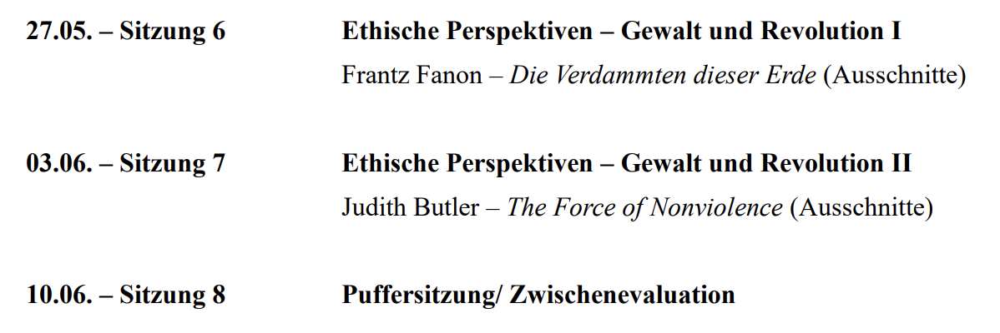 27.05. – Sitzung 6 Ethische Perspektiven – Gewalt und Revolution I
Frantz Fanon – Die Verdammten dieser Erde (Ausschnitte)
03.06. – Sitzung 7 Ethische Perspektiven – Gewalt und Revolution II
Judith Butler – The Force of Nonviolence (Ausschnitte)
10.06. – Sitzung 8 Puffersitzung/ Zwischenevaluation